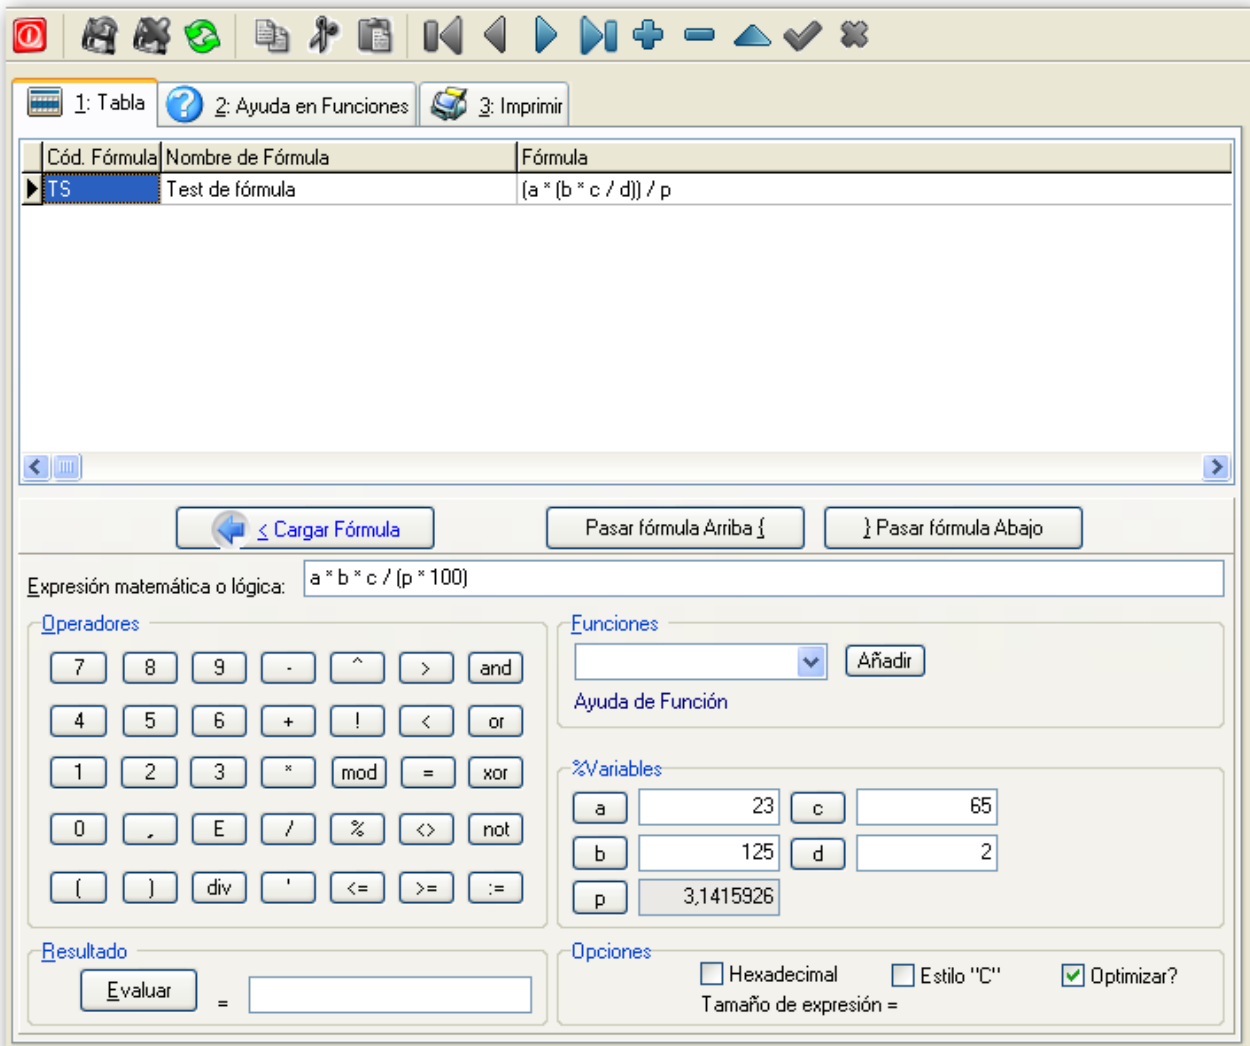 1: Tabla 2: Ayuda en Funciones 3: Imprimir
Cód. Fórmula Nombre de Fórmula Fórmula
TS Test de fórmula (a * (b * c / d)) / p
< Cargar Fórmula Pasar fórmula Arriba { } Pasar fórmula Abajo
Expresión matemática o lógica: a * b * c / (p * 100)
Operadores Funciones
7 8 9 - ^ > and Añadir
Ayuda de Función
4 5 6 + ! < or
1 2 3 * mod = xor
%Variables
a 23 c 65
0 , E / % <> not
b 125 d 2
( ) div ' <= >= :=
p 3,1415926
Resultado Opciones
Evaluar = Hexadecimal Estilo "C" Optimizar?
Tamaño de expresión =